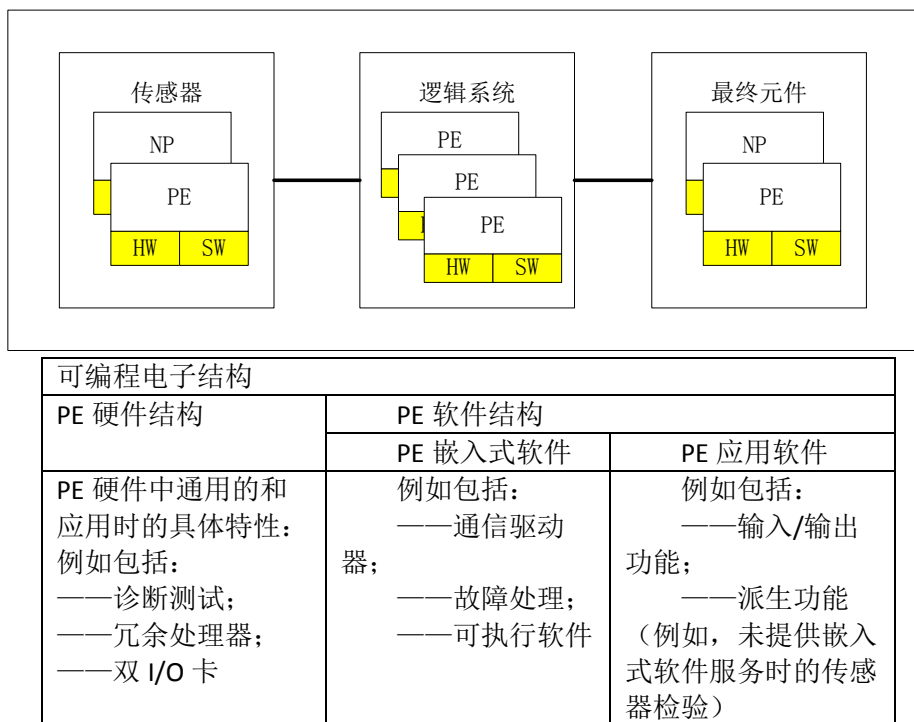 传感器
逻辑系统
最终元件
NP
PE
HW SW
PE
PE
PE
HW SW
NP
PE
HW SW
可编程电子结构
PE 硬件结构
PE 软件结构
PE 嵌入式软件
PE 应用软件
PE 硬件中通用的和
应用时的具体特性：
例如包括：
——诊断测试；
——冗余处理器；
——双 I/O 卡
例如包括：
——通信驱动
器；
——故障处理；
——可执行软件
例如包括：
——输入/输出
功能；
——派生功能
（例如，未提供嵌入
式软件服务时的传感
器检验）